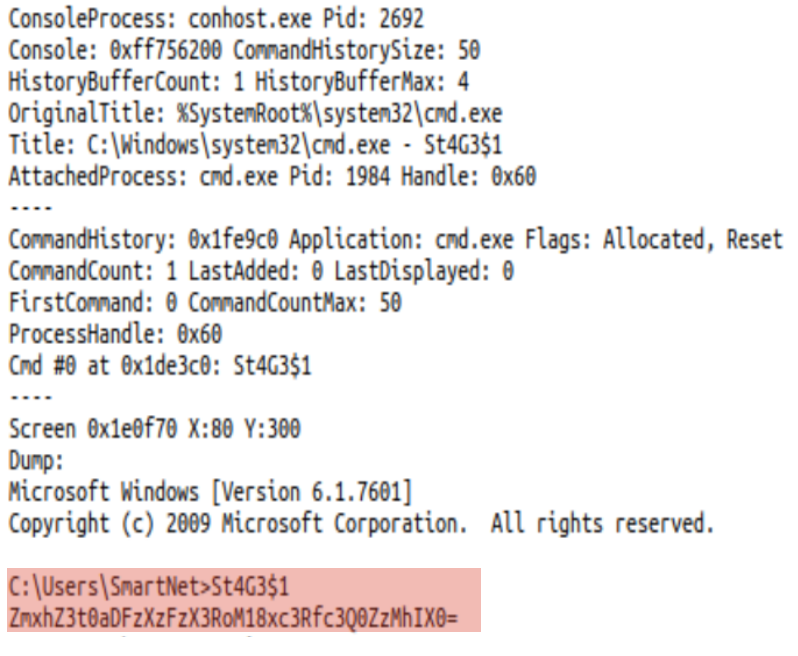 ConsoleProcess: conhost.exe Pid: 2692
Console: 0xff756200 CommandHistorySize: 50
HistoryBufferCount: 1 HistoryBufferMax: 4
OriginalTitle: %SystemRoot%\system32\cmd.exe
Title: C:\Windows\system32\cmd.exe - St4G3$1
AttachedProcess: cmd.exe Pid: 1984 Handle: 0x60
----
CommandHistory: 0x1fe9c0 Application: cmd.exe Flags: Allocated, Reset
CommandCount: 1 LastAdded: 0 LastDisplayed: 0
FirstCommand: 0 CommandCountMax: 50
ProcessHandle: 0x60
Cmd #0 at 0x1de3c0: St4G3$1
----
Screen 0x1e0f70 X:80 Y:300
Dump:
Microsoft Windows [Version 6.1.7601]
Copyright (c) 2009 Microsoft Corporation.  All rights reserved.
C:\Users\SmartNet>St4G3$1
ZmxhZ3t0aDFzXzFzX3RoM18xc3Rfc3Q0ZzMhIX0=